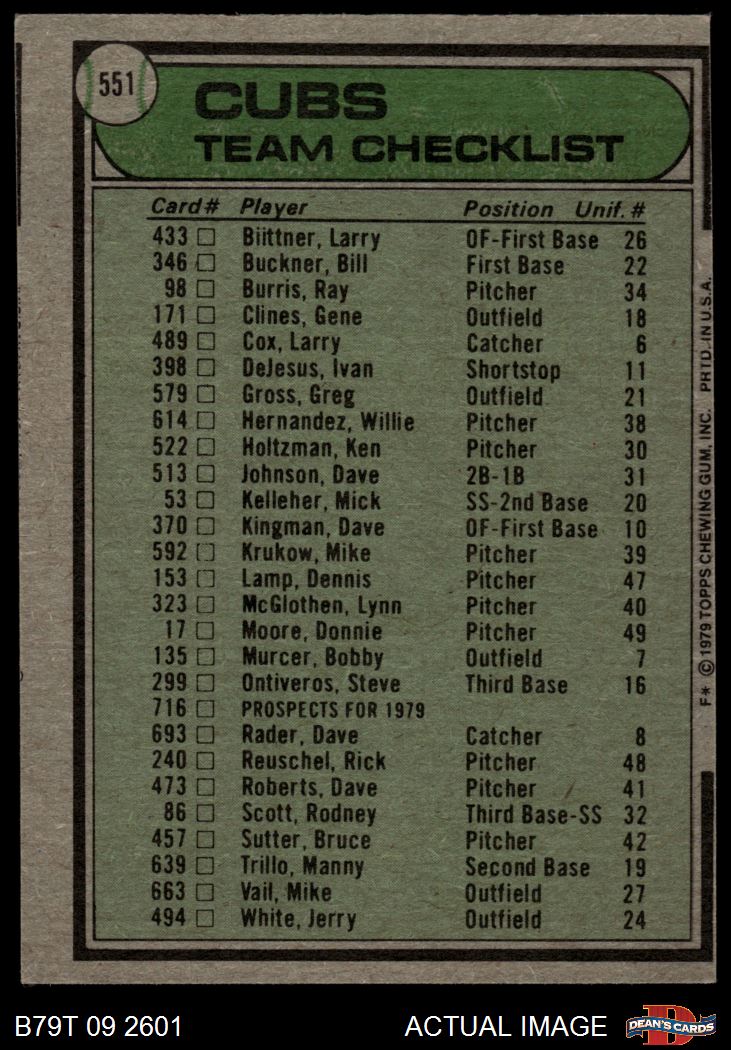 551
CUBS
TEAM CHECKLIST
Card# Player Position Unif. #
433 Biittner, Larry OF-First Base 26
346 Buckner, Bill First Base 22
98 Burris, Ray Pitcher 34
171 Clines, Gene Outfield 18
489 Cox, Larry Catcher 6
398 DeJesus, Ivan Shortstop 11
579 Gross, Greg Outfield 21
614 Hernandez, Willie Pitcher 38
522 Holtzman, Ken Pitcher 30
513 Johnson, Dave 2B-1B 31
53 Kelleher, Mick SS-2nd Base 20
370 Kingman, Dave OF-First Base 10
592 Krukow, Mike Pitcher 39
153 Lamp, Dennis Pitcher 47
323 McGlothen, Lynn Pitcher 40
17 Moore, Donnie Pitcher 49
135 Murcer, Bobby Outfield 7
299 Ontiveros, Steve Third Base 16
716 PROSPECTS FOR 1979
693 Rader, Dave Catcher 8
240 Reuschel, Rick Pitcher 48
473 Roberts, Dave Pitcher 41
86 Scott, Rodney Third Base-SS 32
457 Sutter, Bruce Pitcher 42
639 Trillo, Manny Second Base 19
663 Vail, Mike Outfield 27
494 White, Jerry Outfield 24
F* © 1979 TOPPS CHEWING GUM, INC. PRTD. IN U.S.A.
B79T 09 2601 ACTUAL IMAGE
D
DEAN'S CARDS